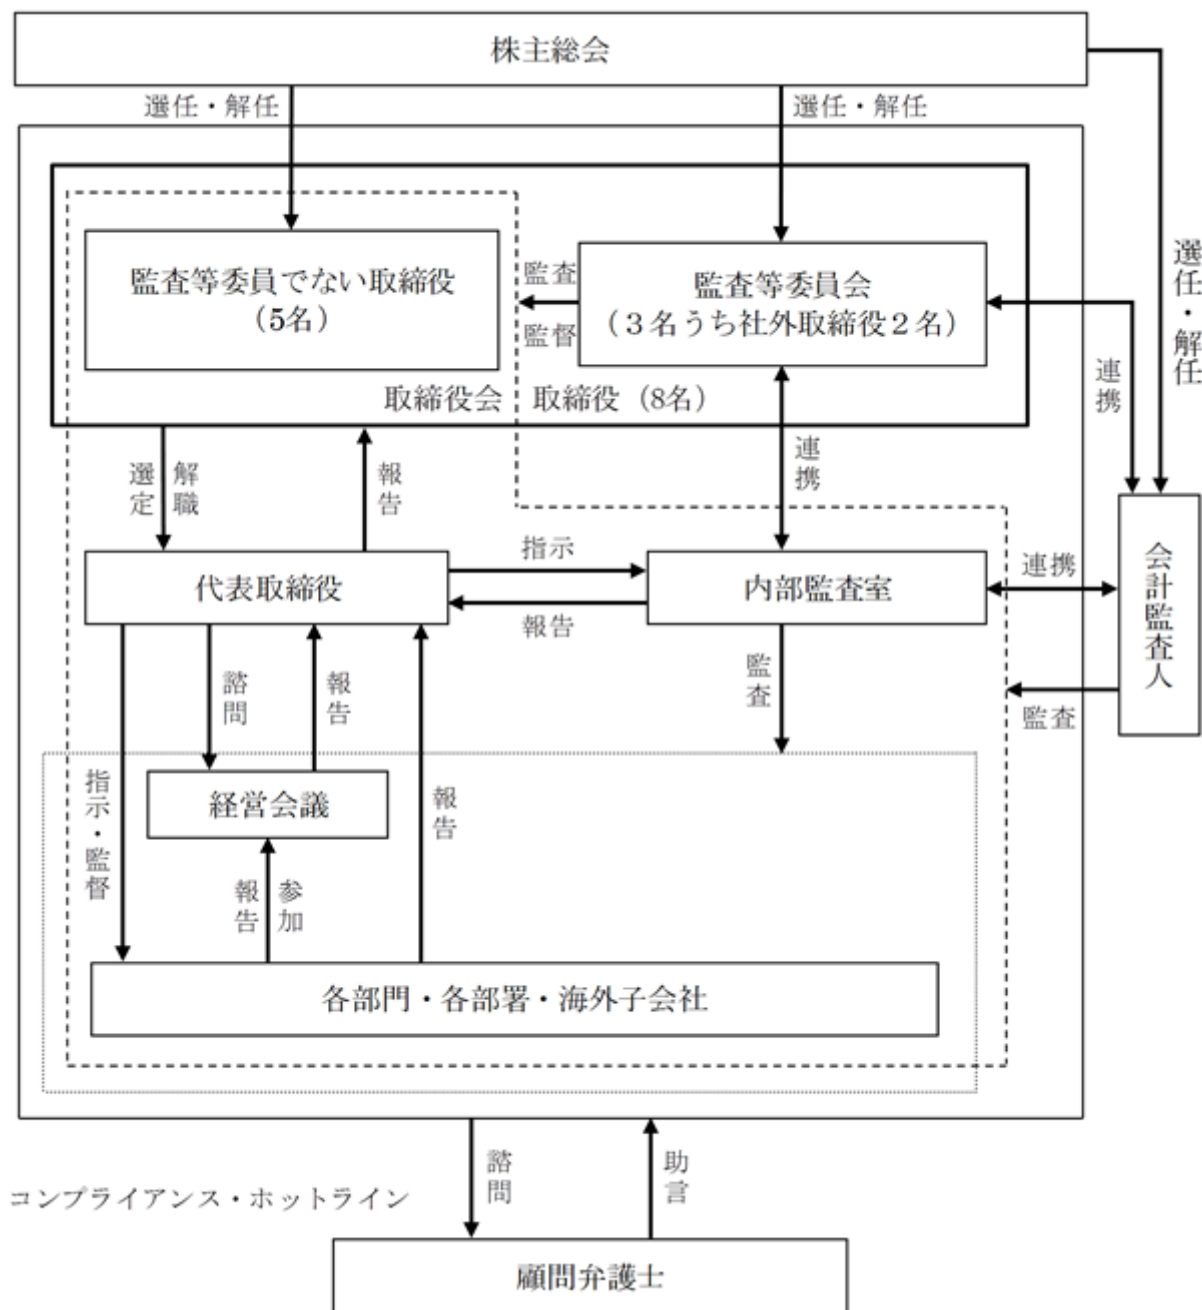 株主総会
選任・解任
選任・解任
選任・解任
監査等委員でない取締役
（5名）
監査
監督
監査等委員会
（３名うち社外取締役２名）
取締役会
取締役（8名）
連携
連携
選定
解職
報告
代表取締役
指示
報告
内部監査室
連携
会計監査人
監査
監査
諮問
報告
指示・監督
経営会議
報告
報告
参加
各部門・各部署・海外子会社
諮問
助言
コンプライアンス・ホットライン
顧問弁護士